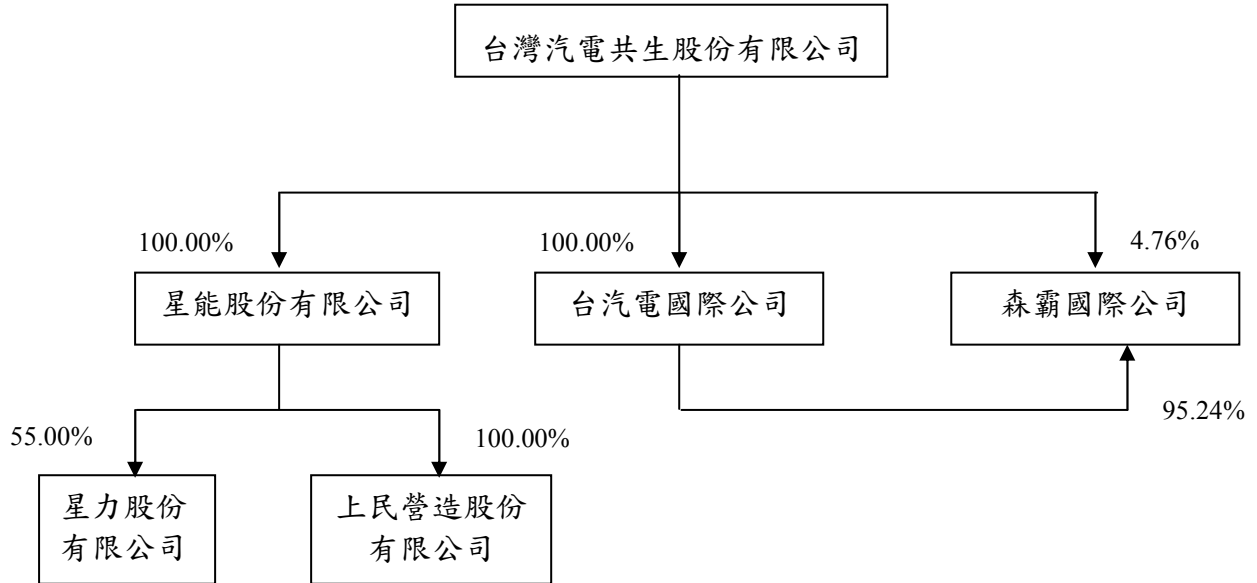 台灣汽電共生股份有限公司
100.00%
100.00%
4.76%
星能股份有限公司
台汽電國際公司
森霸國際公司
95.24%
55.00%
100.00%
星力股份
有限公司
上民營造股份
有限公司